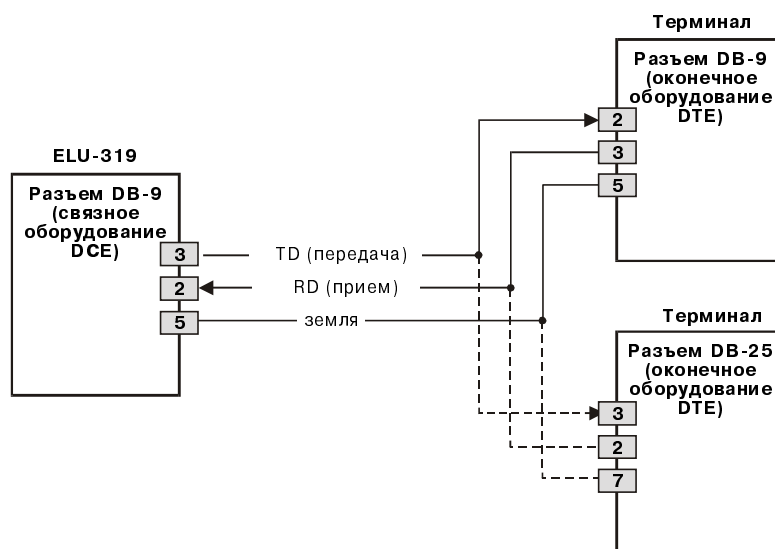 Терминал
Разъем DB-9
(оконечное
оборудование
DTE)
2
3
5
ELU-319
Разъем DB-9
(связное
оборудование
DCE)
3
TD (передача)
2
RD (прием)
5
земля
Терминал
Разъем DB-25
(оконечное
оборудование
DTE)
3
2
7